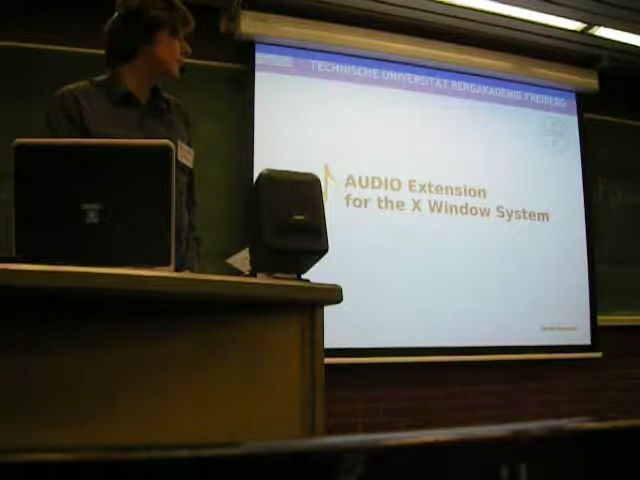 TECHNISCHE UNIVERSITÄT BERGAKADEMIE FREIBERG
AUDIO Extension
for the X Window System